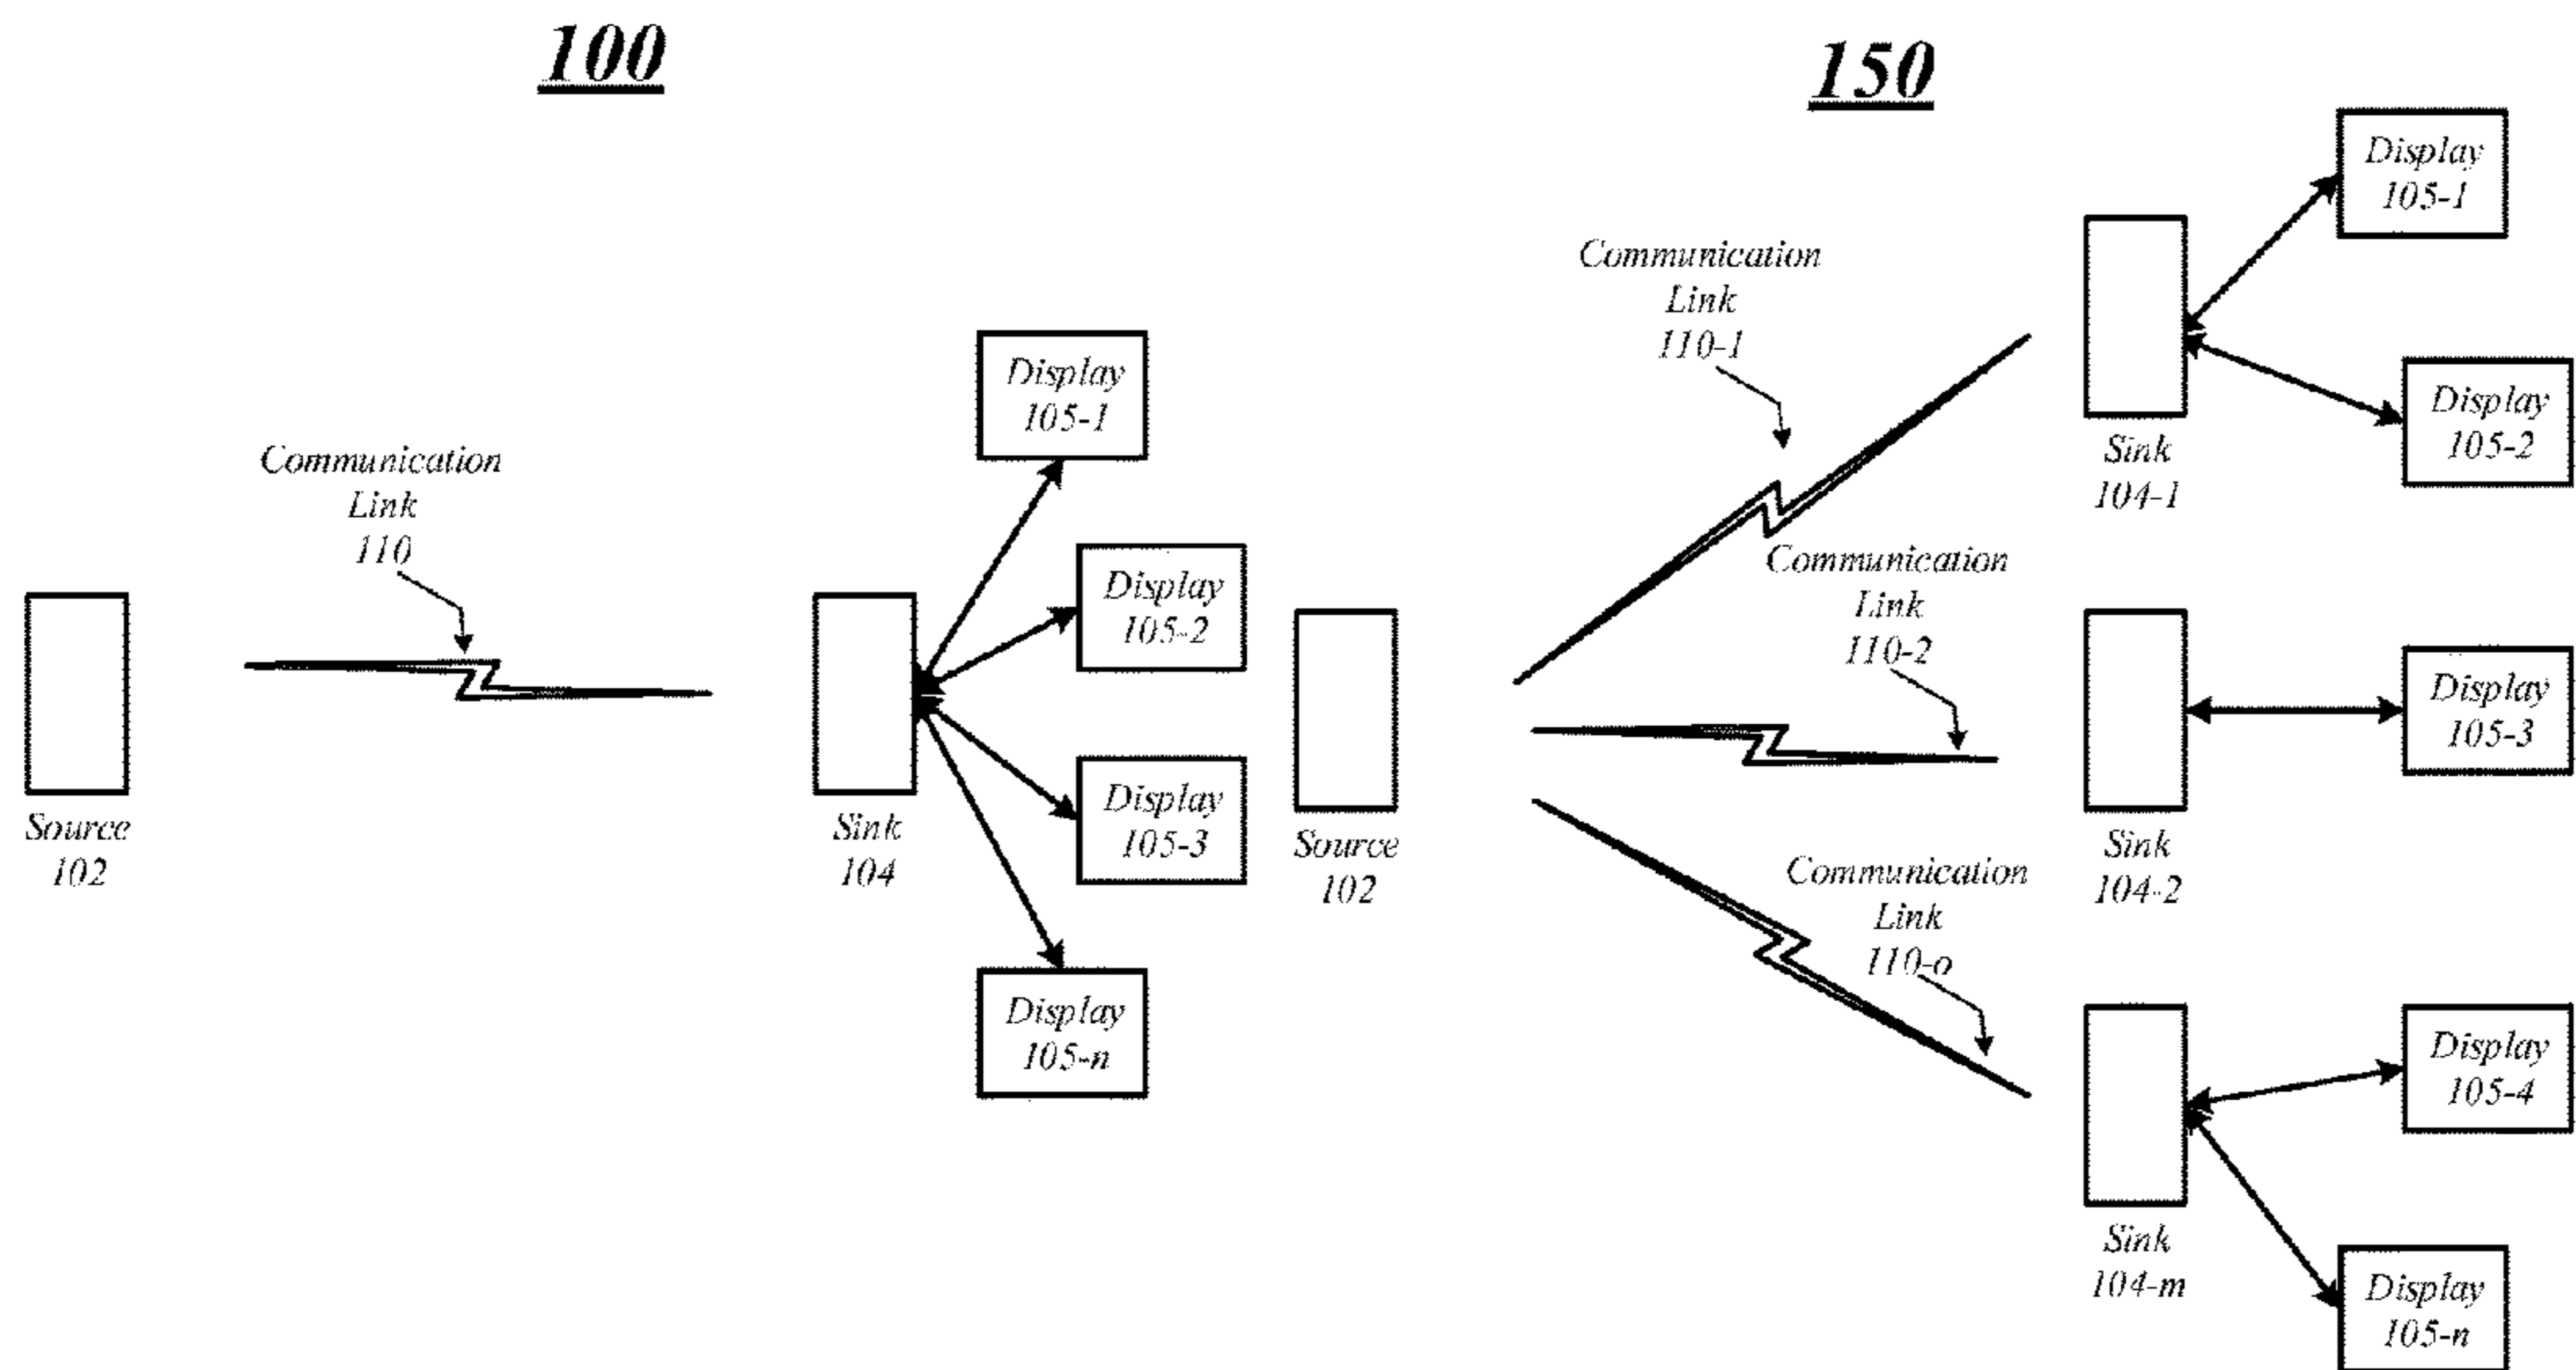 100
Communication
Link
110
Source
102
Sink
104
Display
105-1
Display
105-2
Display
105-3
Display
105-n
150
Source
102
Communication
Link
110-1
Communication
Link
110-2
Communication
Link
110-o
Sink
104-1
Display
105-1
Display
105-2
Sink
104-2
Display
105-3
Sink
104-m
Display
105-4
Display
105-n